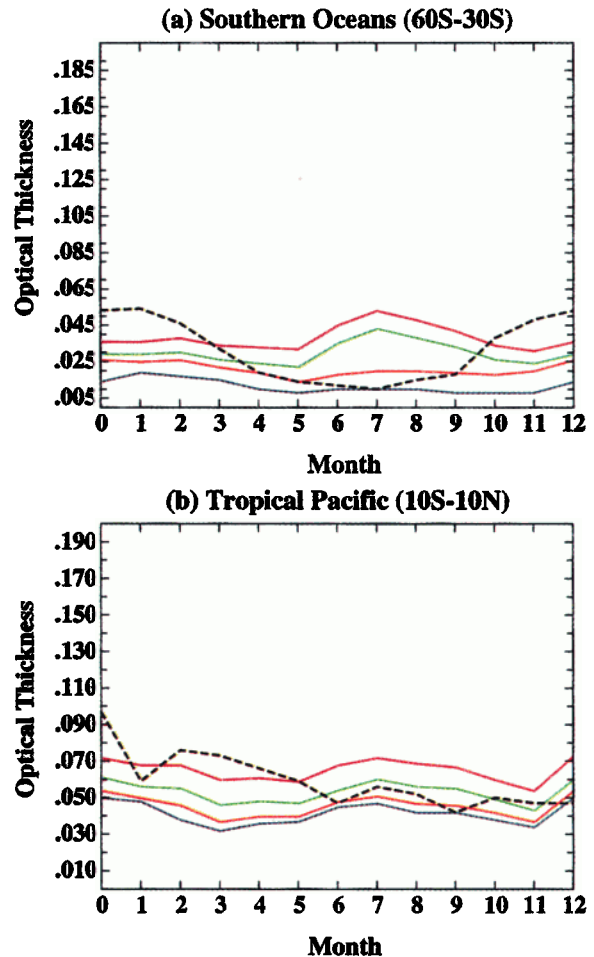 (a) Southern Oceans (60S-30S)
.185
.165
.145
.125
.105
.085
.065
.045
.025
.005
Optical Thickness
0 1 2 3 4 5 6 7 8 9 10 11 12
Month
(b) Tropical Pacific (10S-10N)
.190
.170
.150
.130
.110
.090
.070
.050
.030
.010
Optical Thickness
0 1 2 3 4 5 6 7 8 9 10 11 12
Month